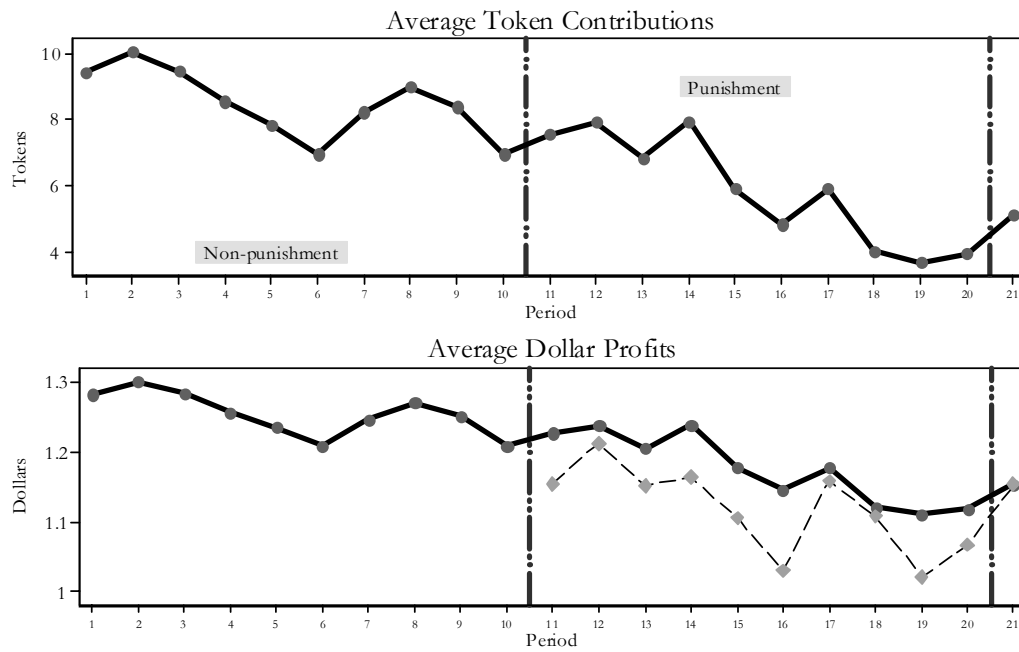 Average Token Contributions
10
8
6
4
Tokens
Punishment
Non-punishment
1 2 3 4 5 6 7 8 9 10 11 12 13 14 15 16 17 18 19 20 21
Period
Average Dollar Profits
1.3
1.2
1.1
1
Dollars
1 2 3 4 5 6 7 8 9 10 11 12 13 14 15 16 17 18 19 20 21
Period